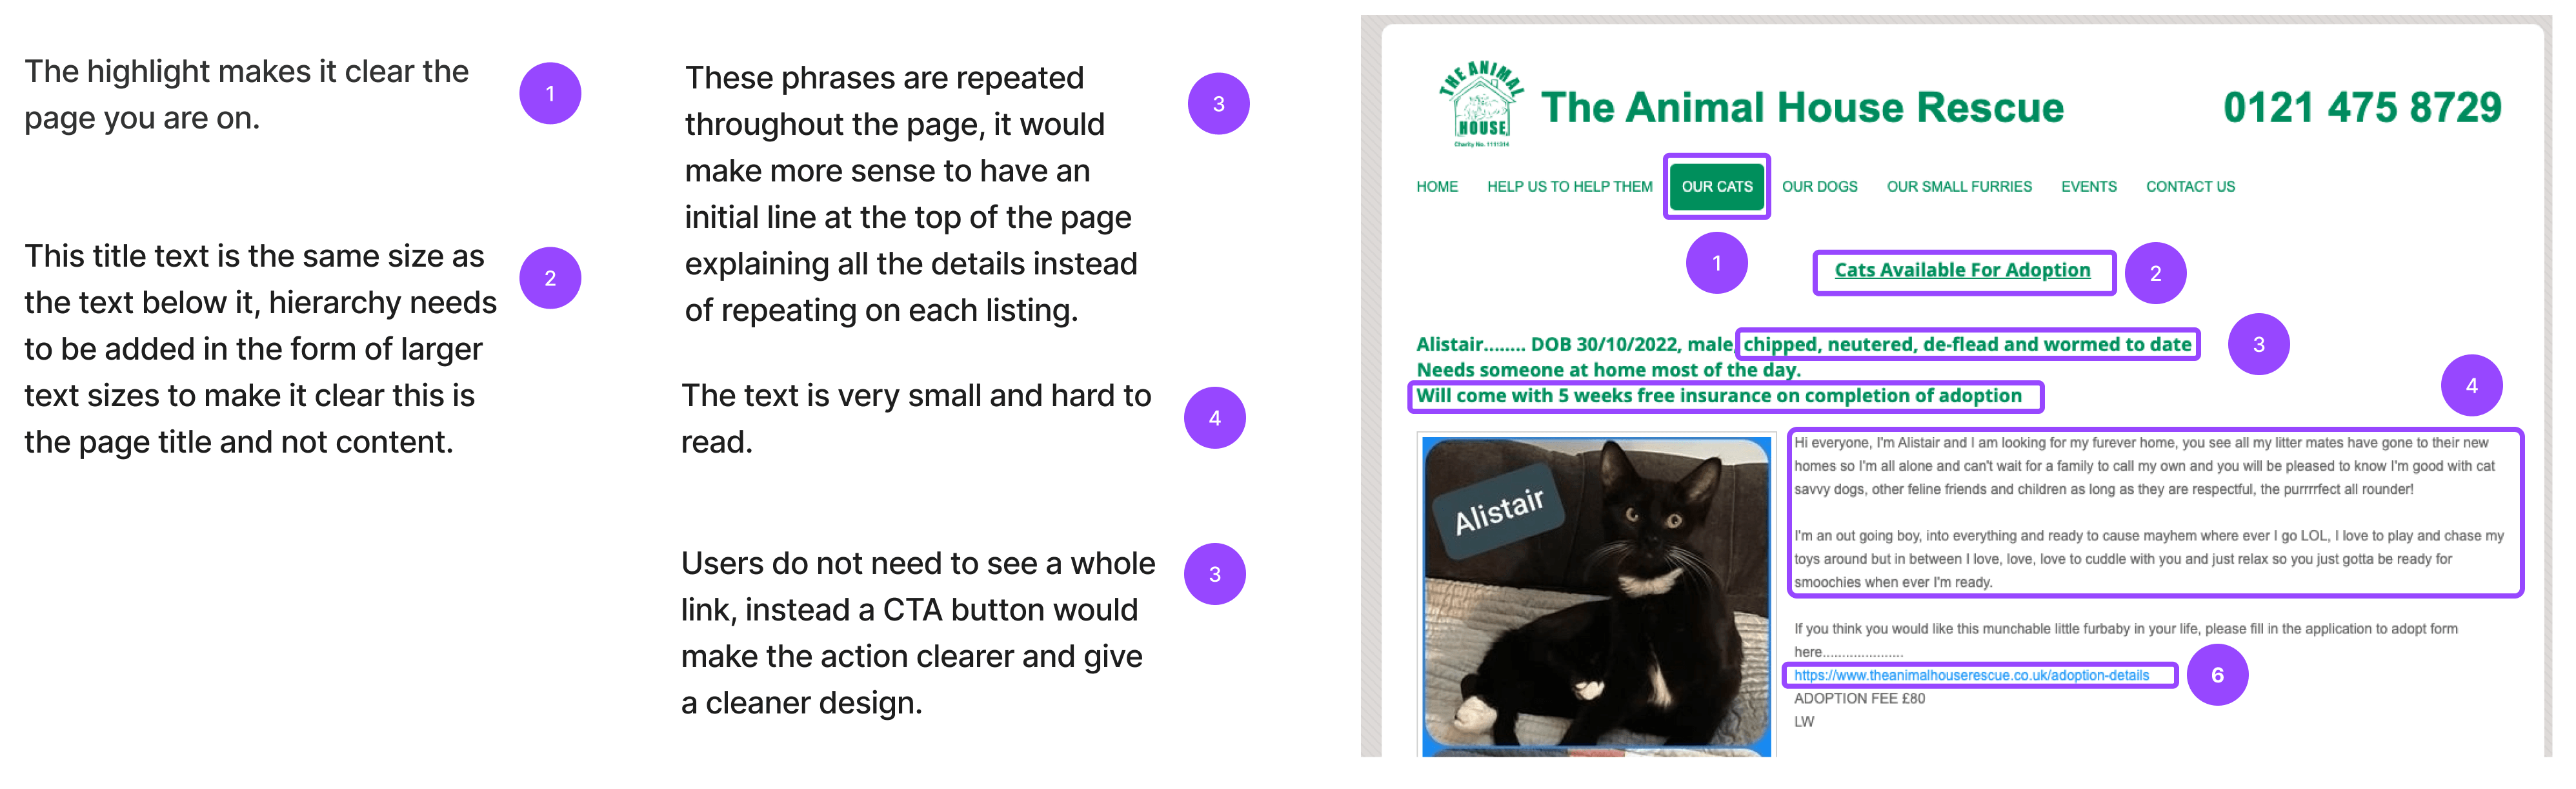 The highlight makes it clear the
page you are on.
1
This title text is the same size as
the text below it, hierarchy needs
to be added in the form of larger
text sizes to make it clear this is
the page title and not content.
2
These phrases are repeated
throughout the page, it would
make more sense to have an
initial line at the top of the page
explaining all the details instead
of repeating on each listing.
3
The text is very small and hard to
read.
4
Users do not need to see a whole
link, instead a CTA button would
make the action clearer and give
a cleaner design.
3
THE ANIMAL
HOUSE
Charity No. 1111314
The Animal House Rescue
0121 475 8729
HOME HELP US TO HELP THEM OUR CATS OUR DOGS OUR SMALL FURRIES EVENTS CONTACT US
1
Cats Available For Adoption
2
Alistair........ DOB 30/10/2022, male, chipped, neutered, de-flead and wormed to date
3
Needs someone at home most of the day.
Will come with 5 weeks free insurance on completion of adoption
4
Alistair
Hi everyone, I'm Alistair and I am looking for my furever home, you see all my litter mates have gone to their new
homes so I'm all alone and can't wait for a family to call my own and you will be pleased to know I'm good with cat
savvy dogs, other feline friends and children as long as they are respectful, the purrrrfect all rounder!
I'm an out going boy, into everything and ready to cause mayhem where ever I go LOL, I love to play and chase my
toys around but in between I love, love, love to cuddle with you and just relax so you just gotta be ready for
smoochies when ever I'm ready.
If you think you would like this munchable little furbaby in your life, please fill in the application to adopt form
here.....................
https://www.theanimalhouserescue.co.uk/adoption-details
6
ADOPTION FEE £80
LW